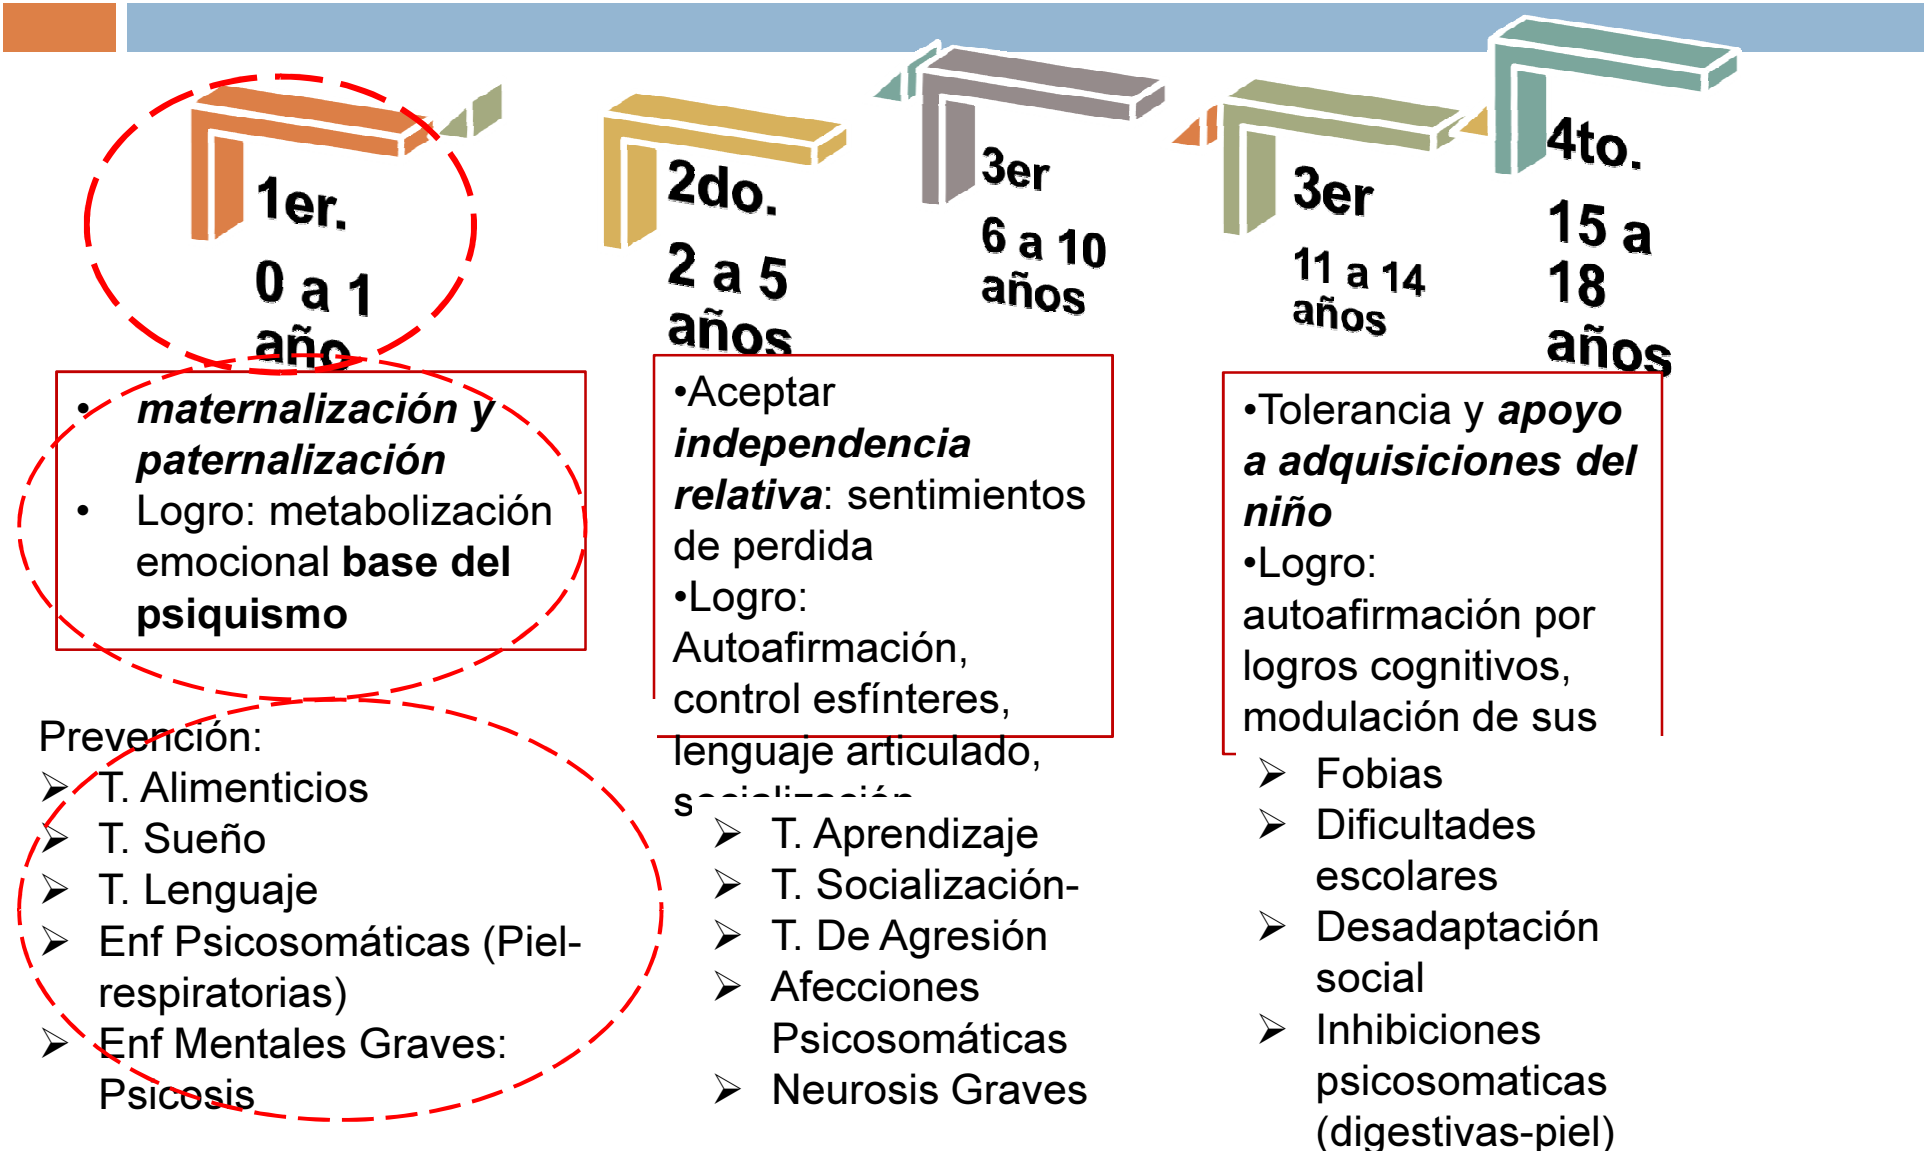 1er.
0 a 1
año
2do.
2 a 5
años
3er
6 a 10
años
3er
11 a 14
años
4to.
15 a
18
años
• maternalización y
paternalización
• Logro: metabolización
emocional base del
psiquismo
Prevención:
➢ T. Alimenticios
➢ T. Sueño
➢ T. Lenguaje
➢ Enf Psicosomáticas (Piel-
respiratorias)
➢ Enf Mentales Graves:
Psicosis
•Aceptar
independencia
relativa: sentimientos
de perdida
•Logro:
Autoafirmación,
control esfínteres,
lenguaje articulado,
socialización
➢ T. Aprendizaje
➢ T. Socialización-
➢ T. De Agresión
➢ Afecciones
Psicosomáticas
➢ Neurosis Graves
•Tolerancia y apoyo
a adquisiciones del
niño
•Logro:
autoafirmación por
logros cognitivos,
modulación de sus
➢ Fobias
➢ Dificultades
escolares
➢ Desadaptación
social
➢ Inhibiciones
psicosomaticas
(digestivas-piel)